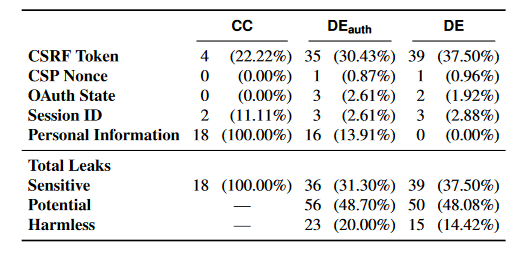 CC DEauth DE
CSRF Token 4 (22.22%) 35 (30.43%) 39 (37.50%)
CSP Nonce 0 (0.00%) 1 (0.87%) 1 (0.96%)
OAuth State 0 (0.00%) 3 (2.61%) 2 (1.92%)
Session ID 2 (11.11%) 3 (2.61%) 3 (2.88%)
Personal Information 18 (100.00%) 16 (13.91%) 0 (0.00%)
Total Leaks
Sensitive 18 (100.00%) 36 (31.30%) 39 (37.50%)
Potential — 56 (48.70%) 50 (48.08%)
Harmless — 23 (20.00%) 15 (14.42%)